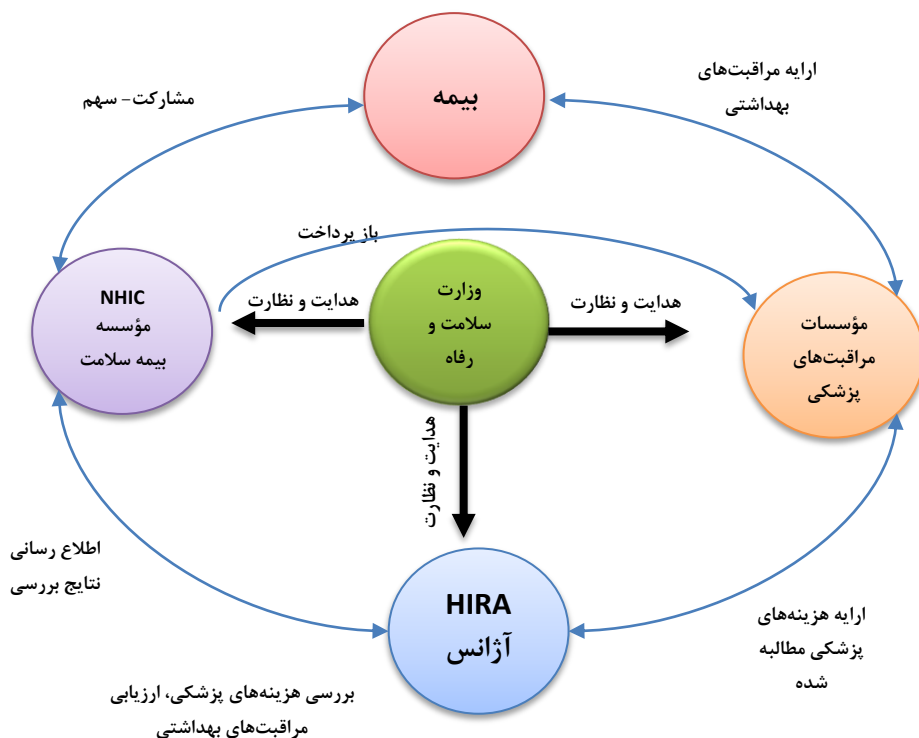 ارایه مراقبت‌های
بهداشتی
بیمه
مشارکت- سهم
باز پرداخت
وزارت
سلامت و
رفاه
هدایت و نظارت
هدایت و نظارت
هدایت و نظارت
مؤسسات
مراقبت‌های
پزشکی
NHIC
مؤسسه
بیمه سلامت
اطلاع رسانی
نتایج بررسی
HIRA
آژانس
ارایه هزینه‌های
پزشکی مطالبه
شده
بررسی هزینه‌های پزشکی، ارزیابی
مراقبت‌های بهداشتی